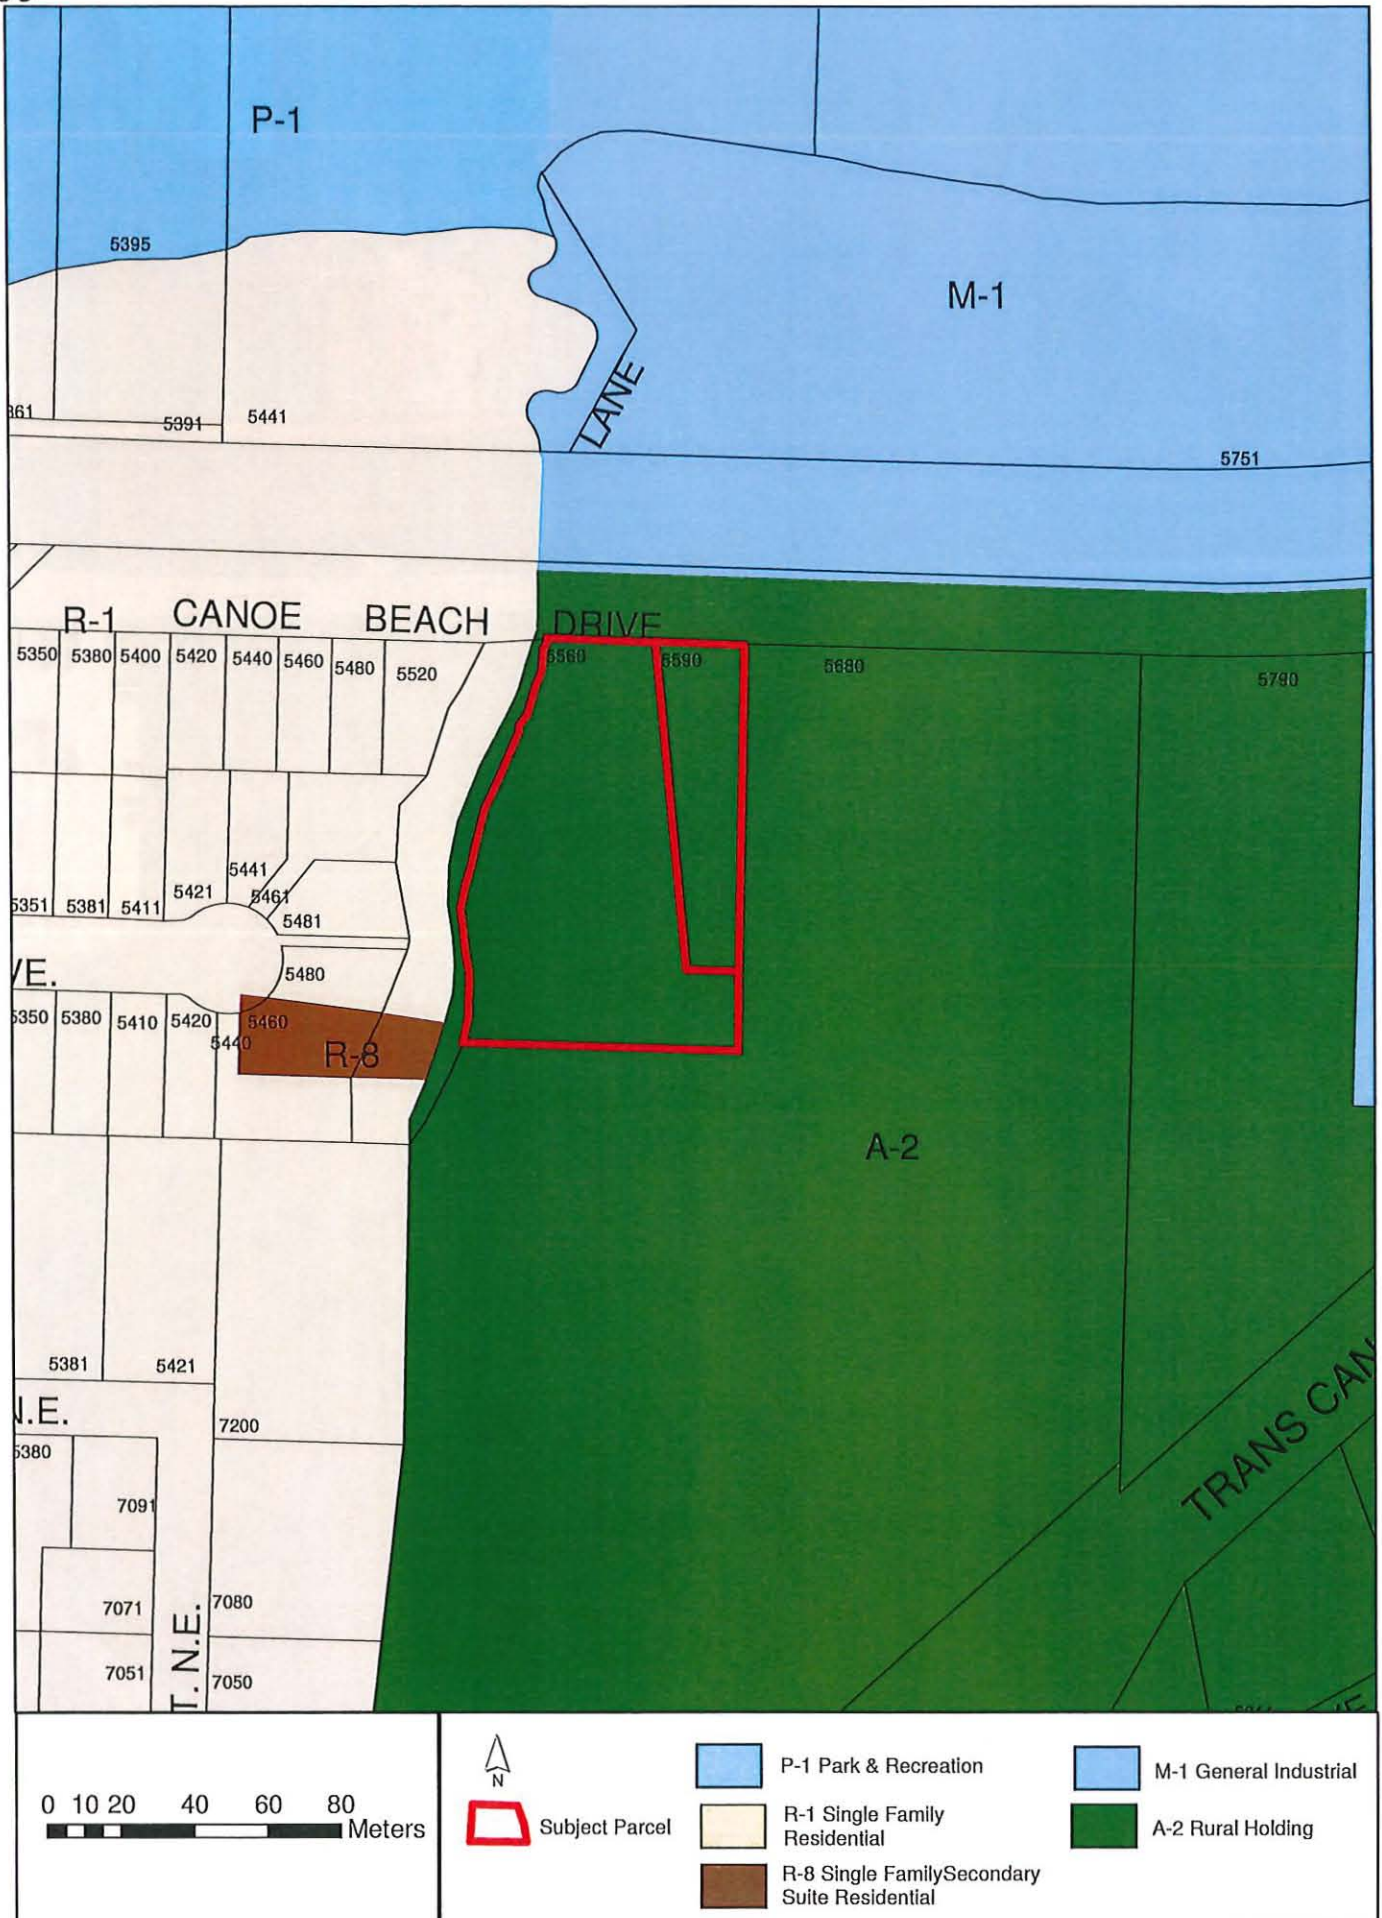 P-1
5395
M-1
LANE
361
5391
5441
5751
R-1 CANOE BEACH DRIVE
5350 5380 5400 5420 5440 5460 5480 5520 5560 5590 5680 5790
5441
5461
5351 5381 5411 5421 5481
VE.
5480
5350 5380 5410 5420 5440 5460
R-8
A-2
5381 5421
N.E.
7200
5380
TRANS CAN
7091
7071
7080
7051
T. N.E.
7050
0 10 20 40 60 80
Meters
N
Subject Parcel
P-1 Park & Recreation
R-1 Single Family
Residential
R-8 Single FamilySecondary
Suite Residential
M-1 General Industrial
A-2 Rural Holding